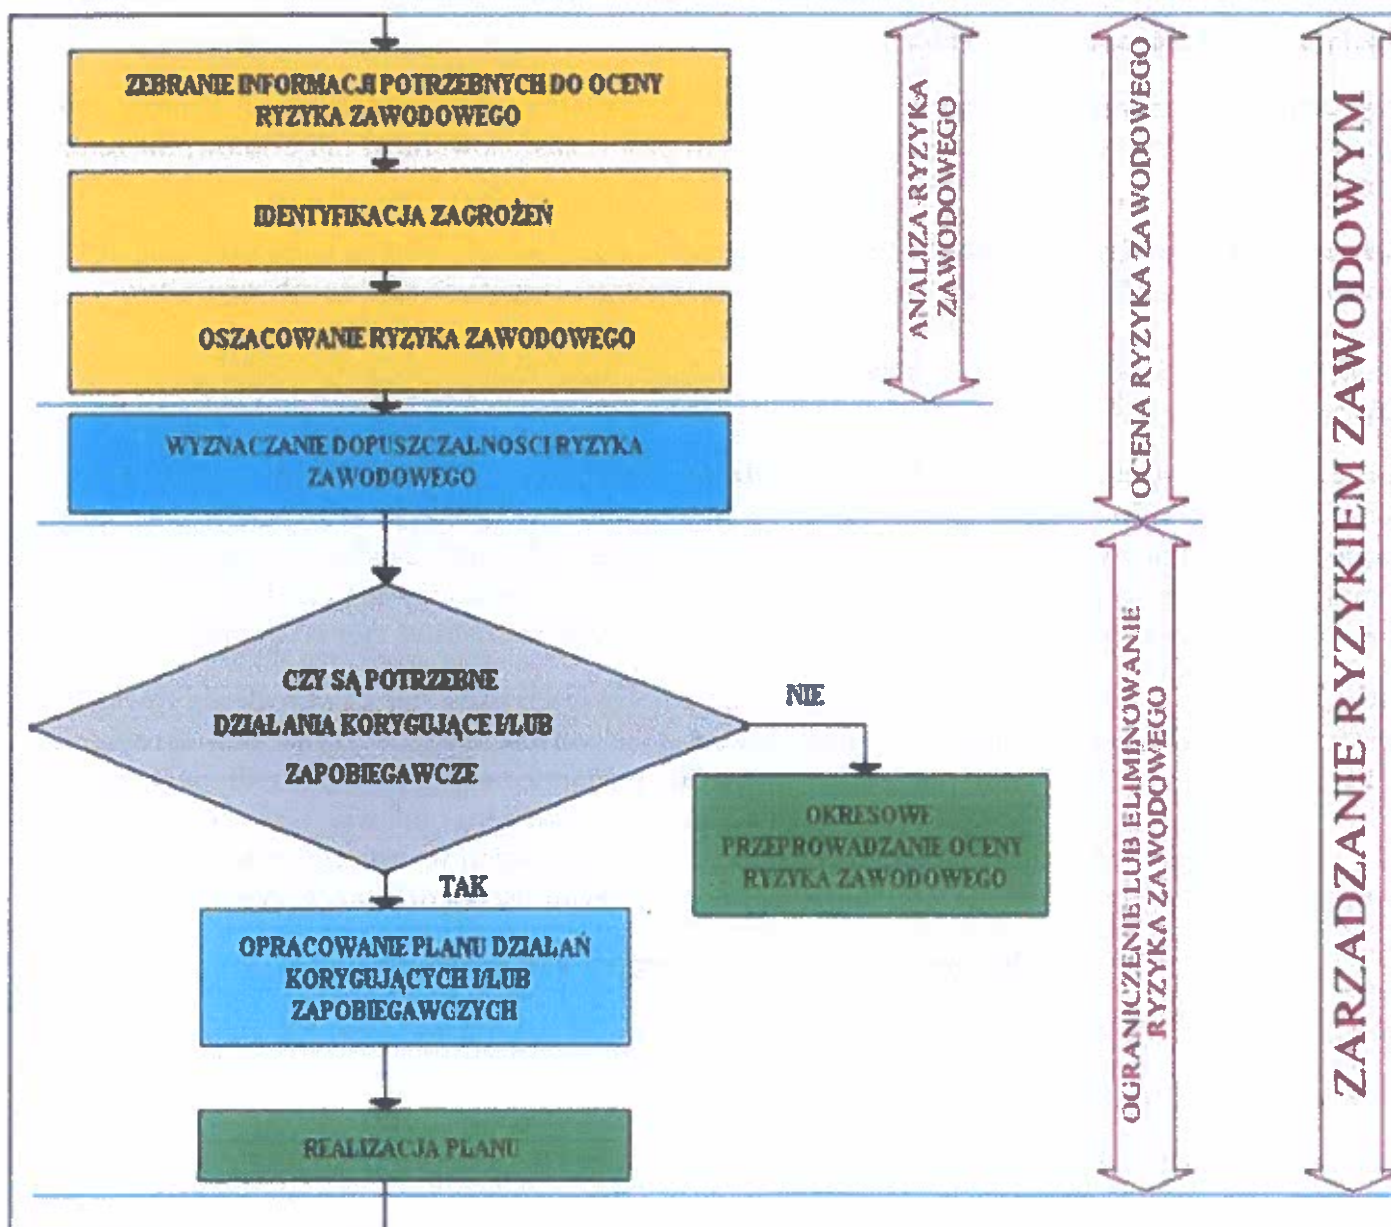 ZEBRANIE INFORMACJI POTRZEBNYCH DO OCENY
RYZYKA ZAWODOWEGO
IDENTYFIKACJA ZAGROŻEŃ
OSZACOWANIE RYZYKA ZAWODOWEGO
WYZNACZANIE DOPUSZCZALNOŚCI RYZYKA
ZAWODOWEGO
CZY SĄ POTRZEBNE
DZIAŁANIA KORYGUJĄCE I/LUB
ZAPOBIEGAWCZE
NIE
OKRESOWE
PRZEPROWADZANIE OCENY
RYZYKA ZAWODOWEGO
TAK
OPRACOWANIE PLANU DZIAŁAŃ
KORYGUJĄCYCH I/LUB
ZAPOBIEGAWCZYCH
REALIZACJA PLANU
ANALIZA RYZYKA
ZAWODOWEGO
OCENA RYZYKA ZAWODOWEGO
OGRANICZENIE LUB ELIMINOWANIE
RYZYKA ZAWODOWEGO
ZARZADZANIE RYZYKIEM ZAWODOWYM